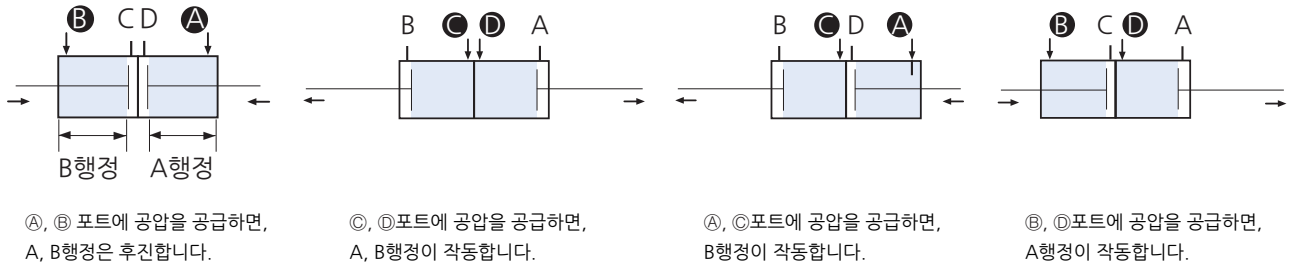 B C D A
B C D A
B C D A
B C D A
B행정 A행정
Ⓐ, Ⓑ 포트에 공압을 공급하면,
A, B행정은 후진합니다.
Ⓒ, Ⓓ포트에 공압을 공급하면,
A, B행정이 작동합니다.
Ⓐ, Ⓒ포트에 공압을 공급하면,
B행정이 작동합니다.
Ⓑ, Ⓓ포트에 공압을 공급하면,
A행정이 작동합니다.